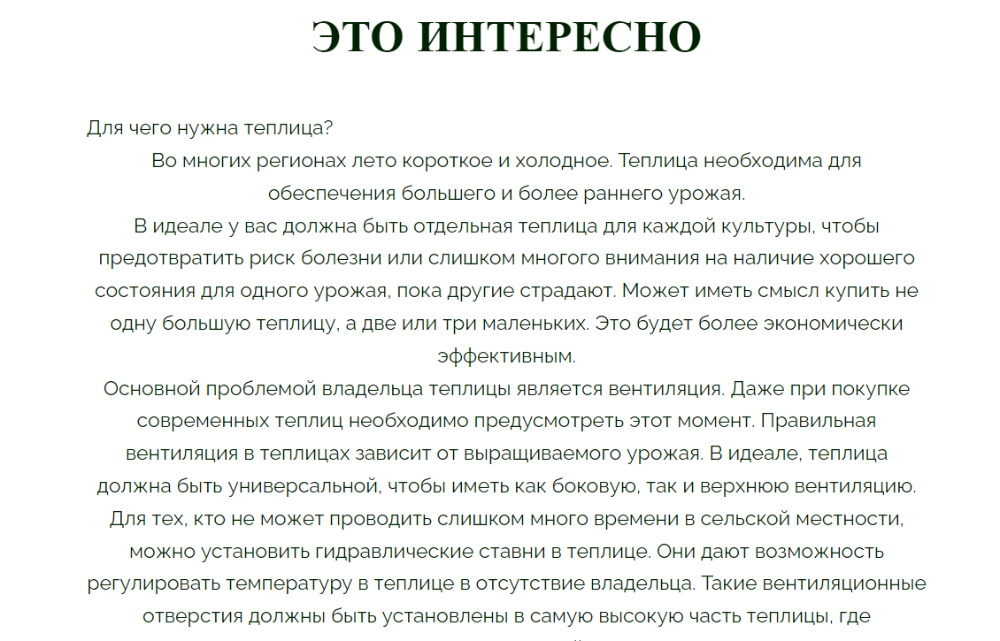 ЭТО ИНТЕРЕСНО
Для чего нужна теплица?
Во многих регионах лето короткое и холодное. Теплица необходима для
обеспечения большего и более раннего урожая.
В идеале у вас должна быть отдельная теплица для каждой культуры, чтобы
предотвратить риск болезни или слишком многого внимания на наличие хорошего
состояния для одного урожая, пока другие страдают. Может иметь смысл купить не
одну большую теплицу, а две или три маленьких. Это будет более экономически
эффективным.
Основной проблемой владельца теплицы является вентиляция. Даже при покупке
современных теплиц необходимо предусмотреть этот момент. Правильная
вентиляция в теплицах зависит от выращиваемого урожая. В идеале, теплица
должна быть универсальной, чтобы иметь как боковую, так и верхнюю вентиляцию.
Для тех, кто не может проводить слишком много времени в сельской местности,
можно установить гидравлические ставни в теплице. Они дают возможность
регулировать температуру в теплице в отсутствие владельца. Такие вентиляционные
отверстия должны быть установлены в самую высокую часть теплицы, где